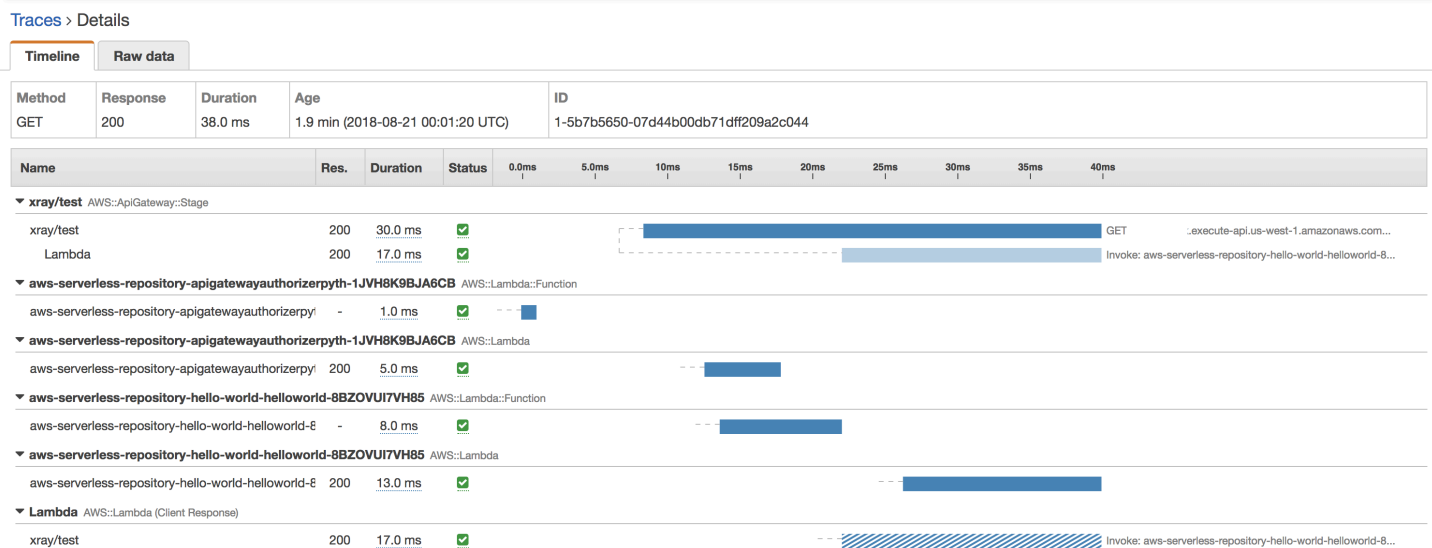 Traces > Details
Timeline Raw data
Method Response Duration Age ID
GET 200 38.0 ms 1.9 min (2018-08-21 00:01:20 UTC) 1-5b7b5650-07d44b00db71dff209a2c044
Name Res. Duration Status 0.0ms 5.0ms 10ms 15ms 20ms 25ms 30ms 35ms 40ms
xray/test AWS::ApiGateway::Stage
xray/test 200 30.0 ms GET .execute-api.us-west-1.amazonaws.com...
Lambda 200 17.0 ms Invoke: aws-serverless-repository-hello-world-helloworld-8...
aws-serverless-repository-apigatewayauthorizerpyth-1JVH8K9BJA6CB AWS::Lambda::Function
aws-serverless-repository-apigatewayauthorizerpyt - 1.0 ms
aws-serverless-repository-apigatewayauthorizerpyth-1JVH8K9BJA6CB AWS::Lambda
aws-serverless-repository-apigatewayauthorizerpyt 200 5.0 ms
aws-serverless-repository-hello-world-helloworld-8BZOVUI7VH85 AWS::Lambda::Function
aws-serverless-repository-hello-world-helloworld-8 - 8.0 ms
aws-serverless-repository-hello-world-helloworld-8BZOVUI7VH85 AWS::Lambda
aws-serverless-repository-hello-world-helloworld-8 200 13.0 ms
Lambda AWS::Lambda (Client Response)
xray/test 200 17.0 ms Invoke: aws-serverless-repository-hello-world-helloworld-8...